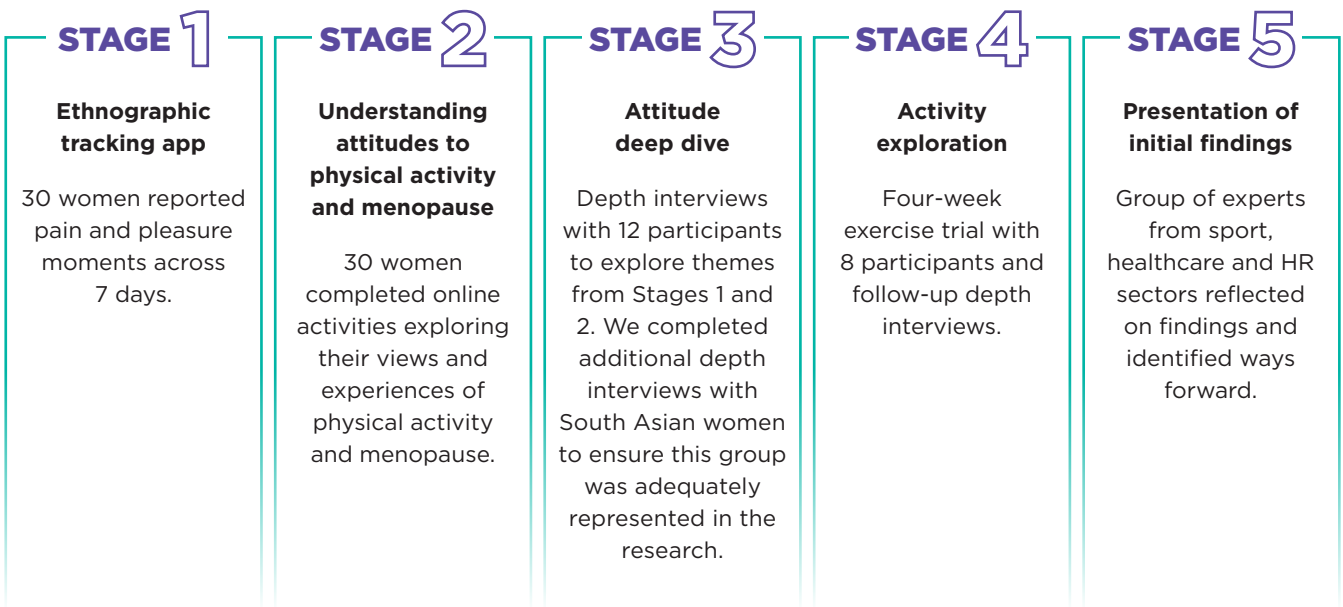 STAGE 1
Ethnographic
tracking app
30 women reported
pain and pleasure
moments across
7 days.
STAGE 2
Understanding
attitudes to
physical activity
and menopause
30 women
completed online
activities exploring
their views and
experiences of
physical activity
and menopause.
STAGE 3
Attitude
deep dive
Depth interviews
with 12 participants
to explore themes
from Stages 1 and
2. We completed
additional depth
interviews with
South Asian women
to ensure this group
was adequately
represented in the
research.
STAGE 4
Activity
exploration
Four-week
exercise trial with
8 participants and
follow-up depth
interviews.
STAGE 5
Presentation of
initial findings
Group of experts
from sport,
healthcare and HR
sectors reflected
on findings and
identified ways
forward.